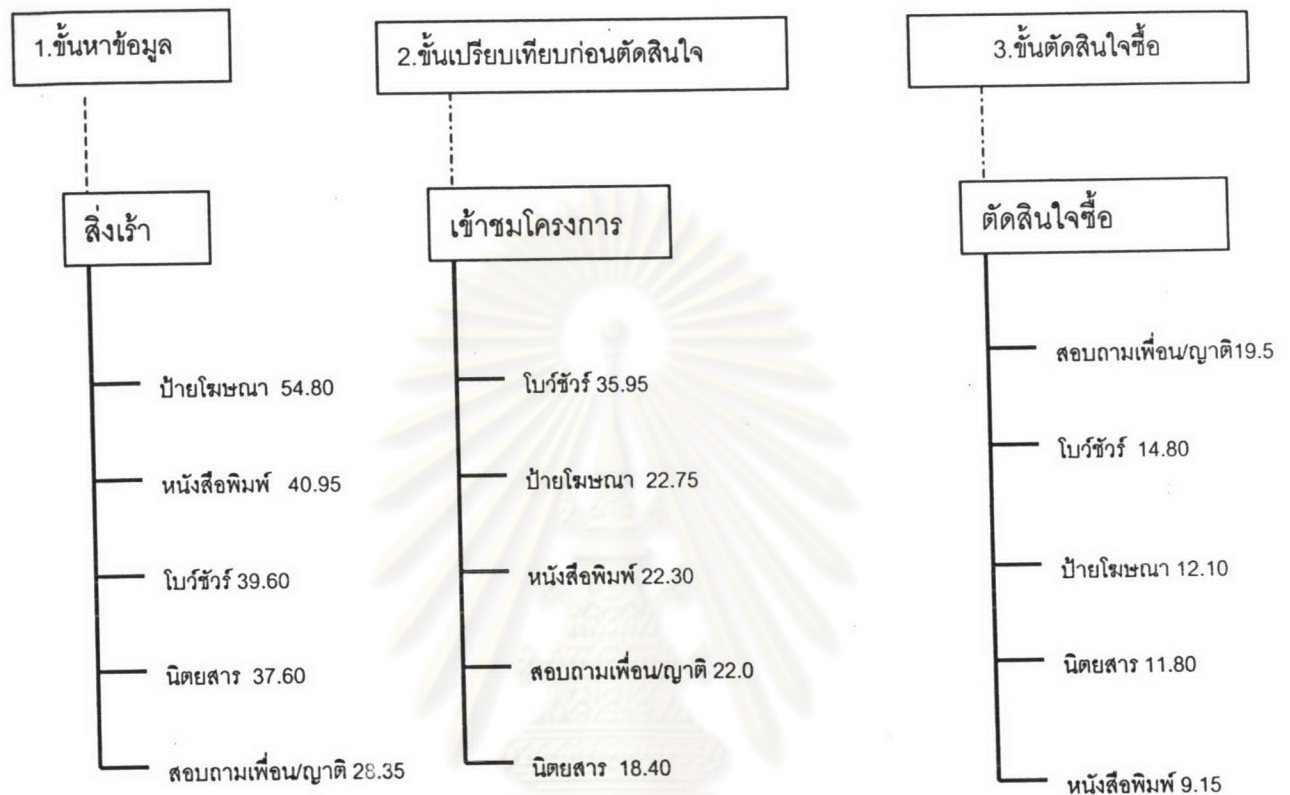 1.ขั้นหาข้อมูล
สิ่งเร้า
ป้ายโฆษณา 54.80
หนังสือพิมพ์ 40.95
โบว์ชัวร์ 39.60
นิตยสาร 37.60
สอบถามเพื่อน/ญาติ 28.35
2.ขั้นเปรียบเทียบก่อนตัดสินใจ
เข้าชมโครงการ
โบว์ชัวร์ 35.95
ป้ายโฆษณา 22.75
หนังสือพิมพ์ 22.30
สอบถามเพื่อน/ญาติ 22.0
นิตยสาร 18.40
3.ขั้นตัดสินใจซื้อ
ตัดสินใจซื้อ
สอบถามเพื่อน/ญาติ19.5
โบว์ชัวร์ 14.80
ป้ายโฆษณา 12.10
นิตยสาร 11.80
หนังสือพิมพ์ 9.15